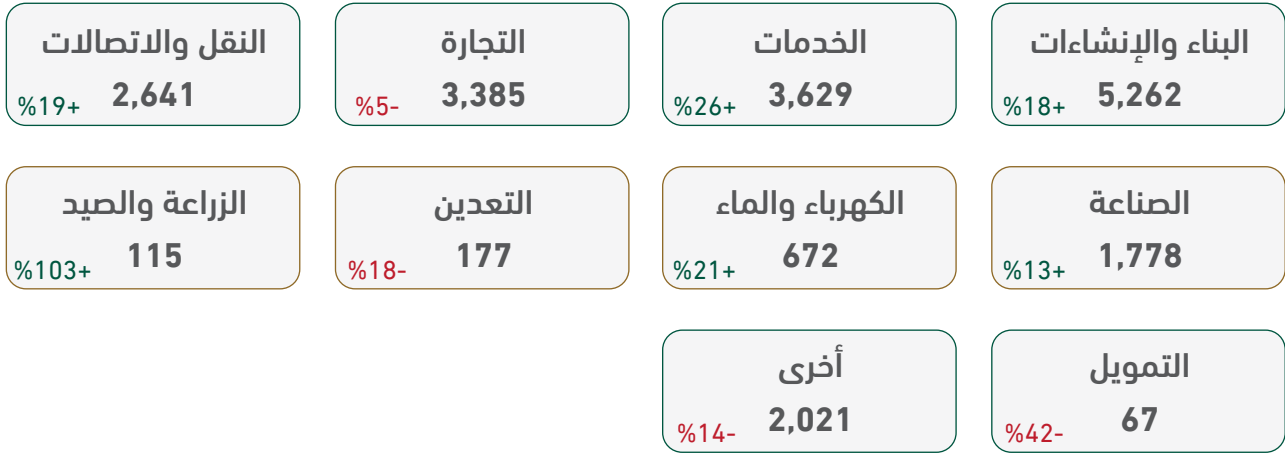 البناء والإنشاءات
5,262
%18+
الخدمات
3,629
%26+
التجارة
3,385
%5-
النقل والاتصالات
2,641
%19+
الصناعة
1,778
%13+
الكهرباء والماء
672
%21+
التعدين
177
%18-
الزراعة والصيد
115
%103+
التمويل
67
%42-
أخرى
2,021
%14-